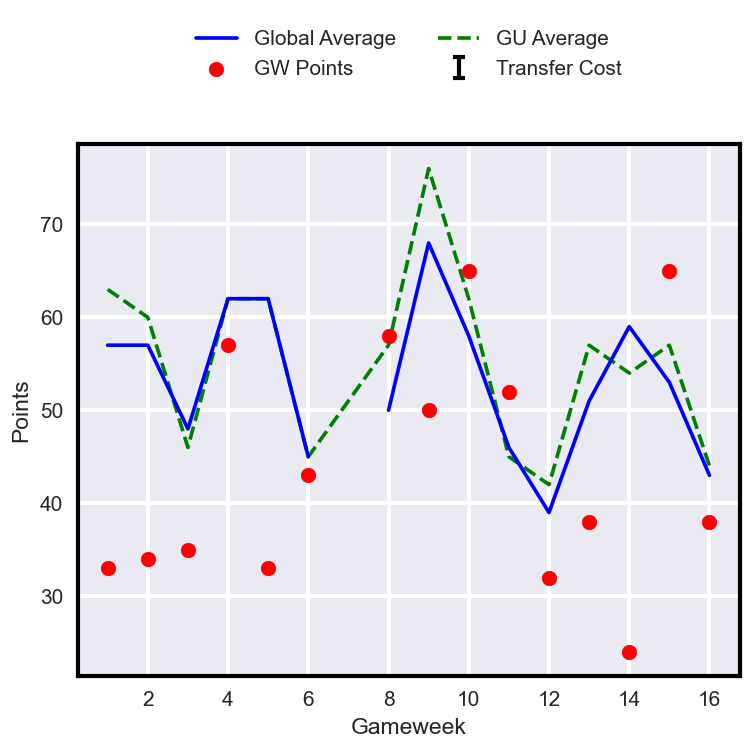 Global Average
GU Average
GW Points
Transfer Cost
70
60
50
40
30
Points
2 4 6 8 10 12 14 16
Gameweek